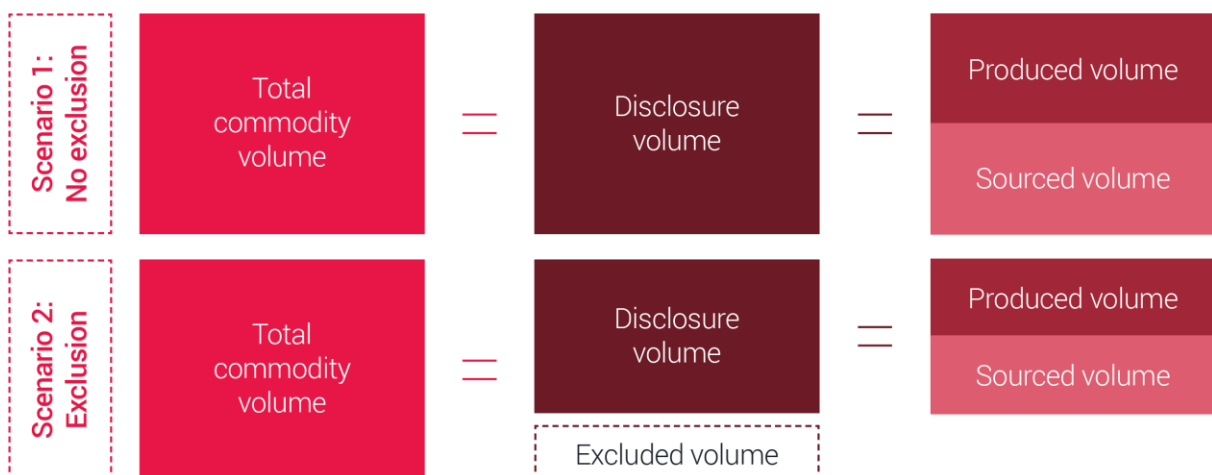 Scenario 1:
No exclusion
Total
commodity
volume
=
Disclosure
volume
=
Produced volume
Sourced volume
Scenario 2:
Exclusion
Total
commodity
volume
=
Disclosure
volume
=
Produced volume
Sourced volume
Excluded volume